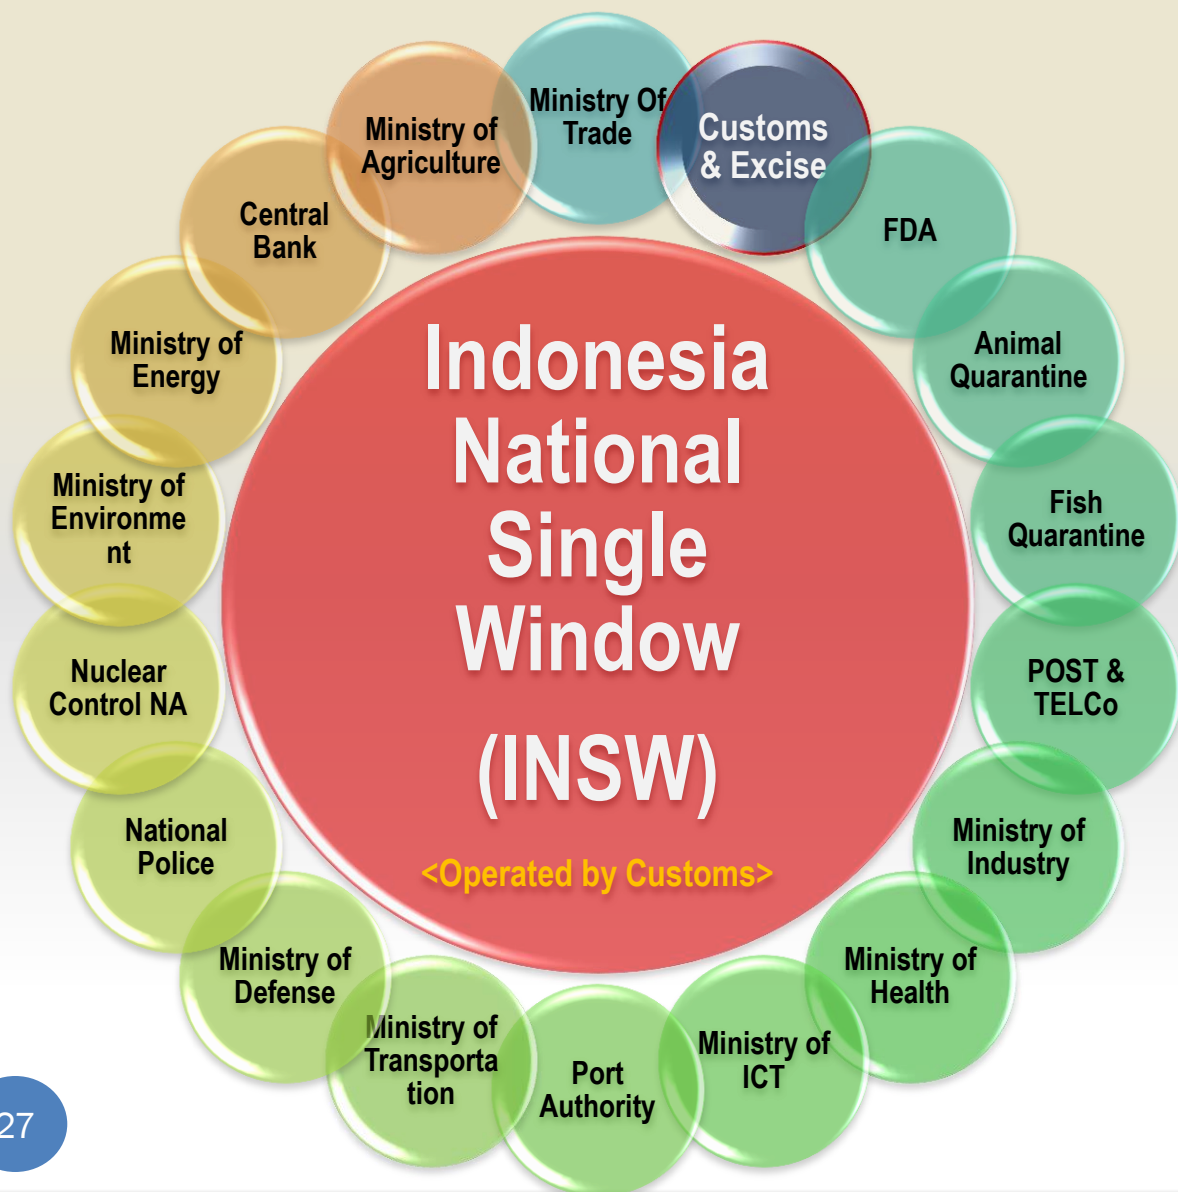 Ministry Of
Trade
Customs
& Excise
FDA
Animal
Quarantine
Fish
Quarantine
POST &
TELCo
Ministry of
Industry
Ministry of
Health
Ministry of
ICT
Port
Authority
Ministry of
Transporta
tion
Ministry of
Defense
National
Police
Nuclear
Control NA
Ministry of
Environme
nt
Ministry of
Energy
Central
Bank
Ministry of
Agriculture
Indonesia
National
Single
Window
(INSW)
<Operated by Customs>
27